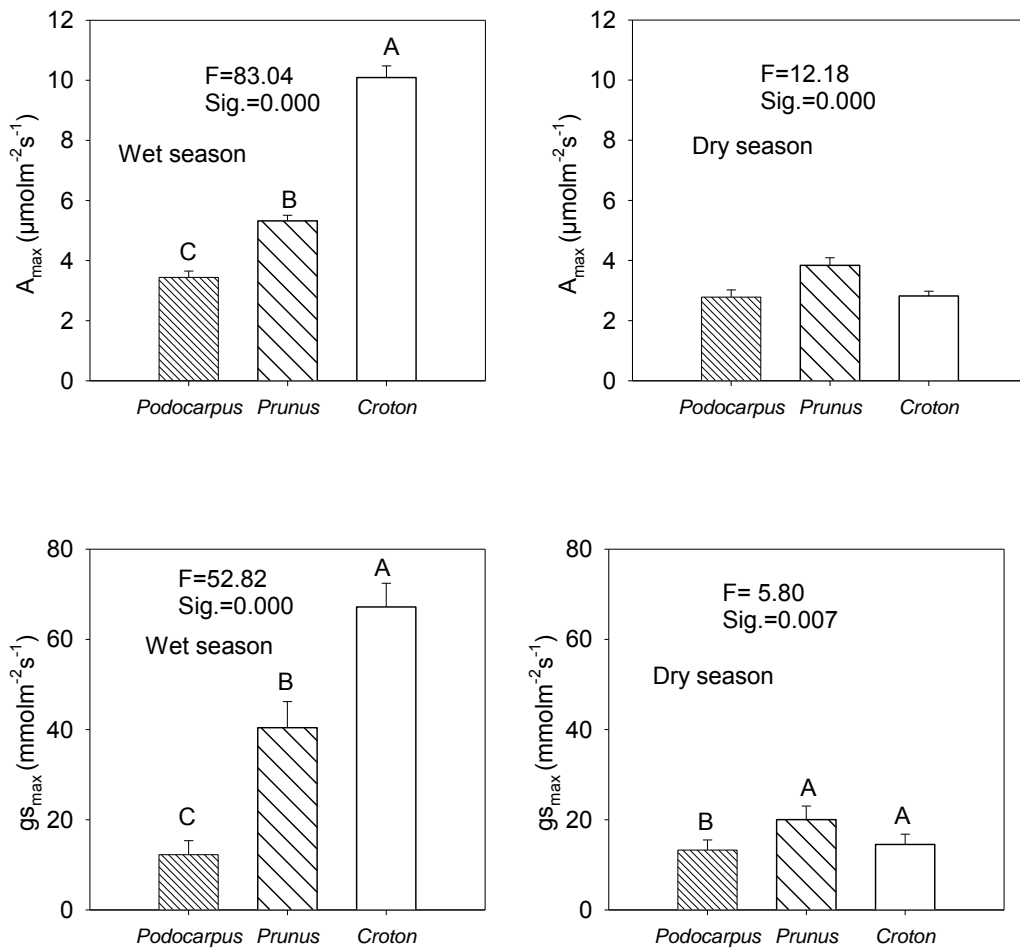 12
10
8
6
4
2
0
A_max (µmolm⁻²s⁻¹)
F=83.04
Sig.=0.000
Wet season
A
B
C
Podocarpus Prunus Croton
12
10
8
6
4
2
0
A_max (µmolm⁻²s⁻¹)
F=12.18
Sig.=0.000
Dry season
Podocarpus Prunus Croton
80
60
40
20
0
gs_max (mmolm⁻²s⁻¹)
F=52.82
Sig.=0.000
Wet season
A
B
C
Podocarpus Prunus Croton
80
60
40
20
0
gs_max (mmolm⁻²s⁻¹)
F= 5.80
Sig.=0.007
Dry season
B
A
A
Podocarpus Prunus Croton